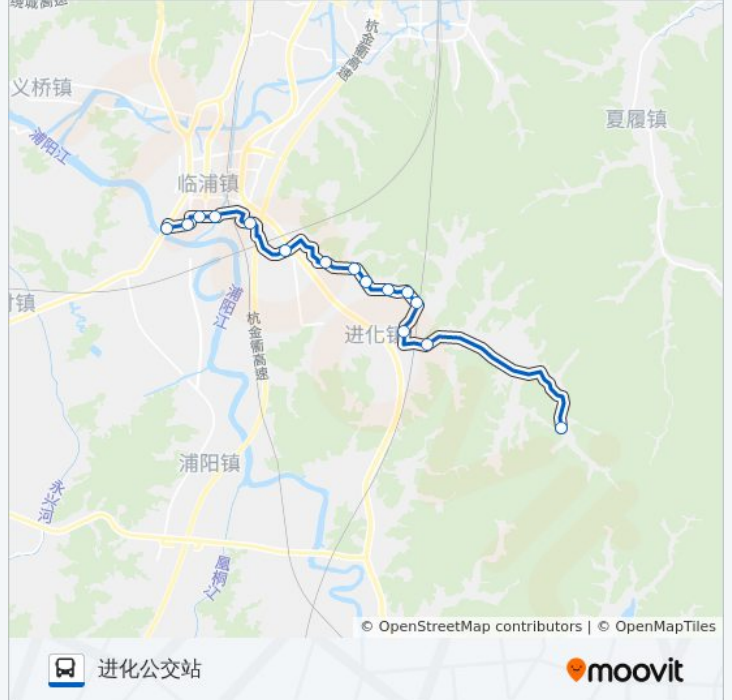 绕城高速
杭金衢高速
义桥镇
夏履镇
浦阳江
临浦镇
浦阳江
杭金衢高速
进化镇
浦阳镇
永兴河
凰桐江
© OpenStreetMap contributors | © OpenMapTiles
进化公交站
moovit